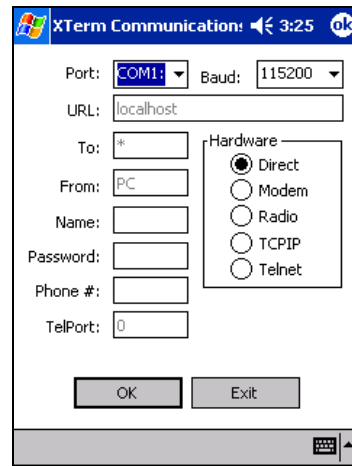 XTerm Communications 3:25 ok
Port: COM1: Baud: 115200
URL: localhost
To: *
From: PC
Name:
Password:
Phone #:
TelPort: 0
Hardware
Direct
Modem
Radio
TCPIP
Telnet
OK Exit